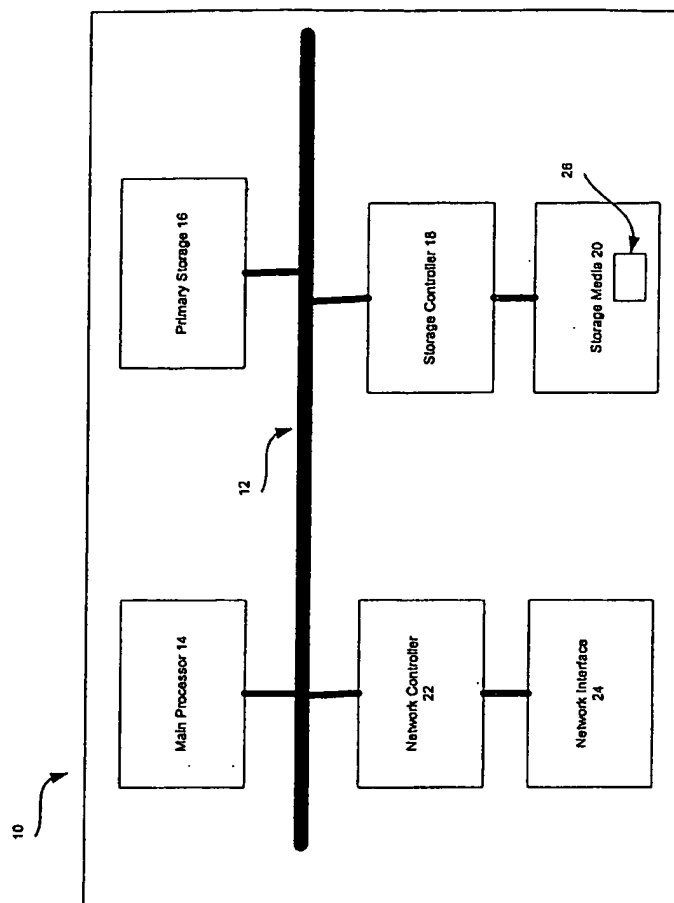 10
Main Processor 14
Primary Storage 16
12
Network Controller
22
Storage Controller 18
Network Interface
24
Storage Media 20
26